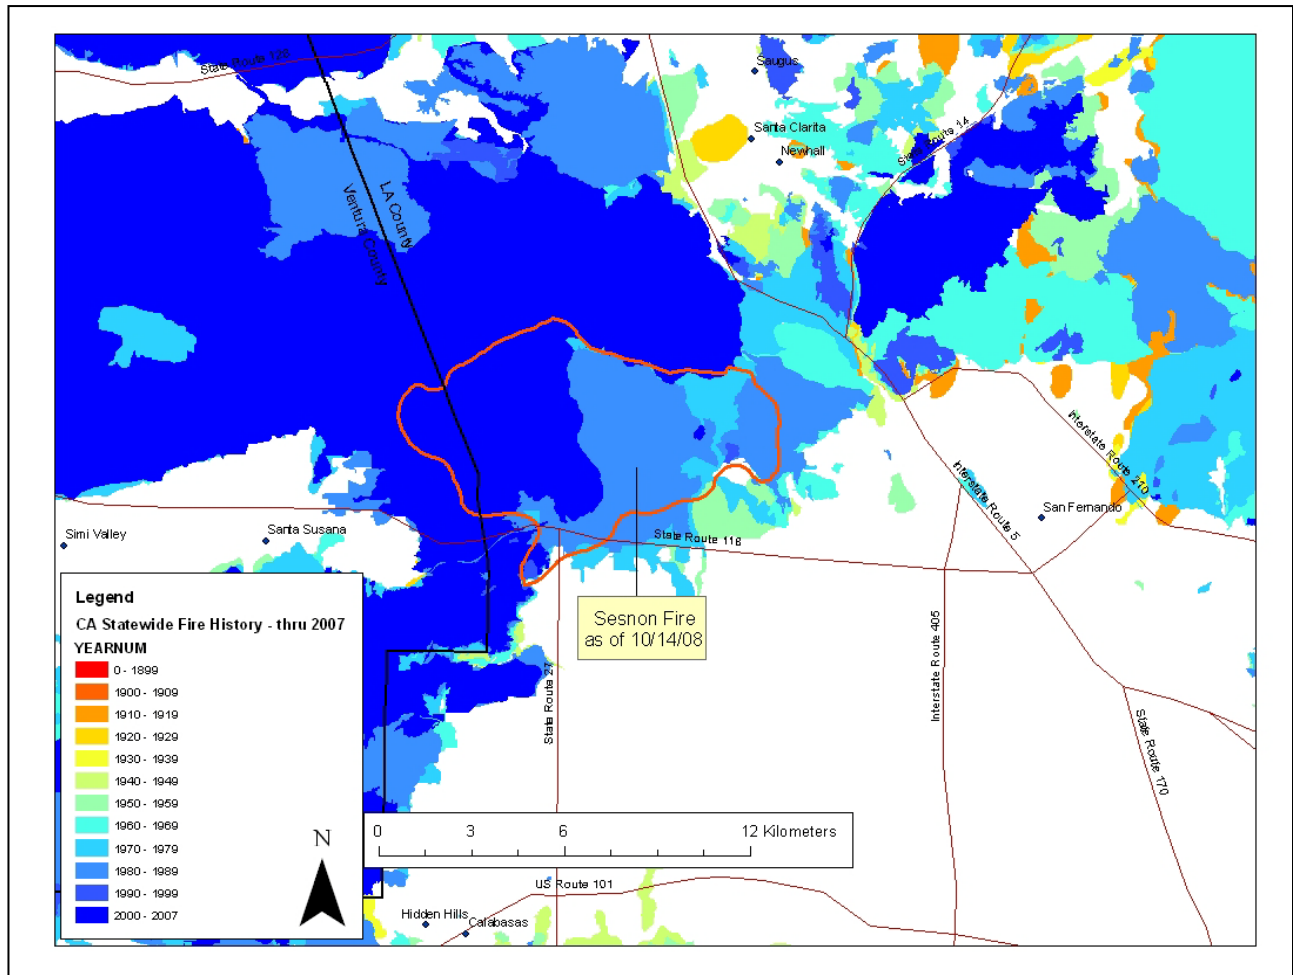 State Route 126
Saugus
Santa Clarita
Newhall
State Route 14
LA County
Ventura County
Interstate Route 210
Interstate Route 5
San Fernando
Simi Valley
Santa Susana
State Route 118
Sesnon Fire
as of 10/14/08
State Route 27
Interstate Route 405
State Route 170
Legend
CA Statewide Fire History - thru 2007
YEARNUM
0 - 1899
1900 - 1909
1910 - 1919
1920 - 1929
1930 - 1939
1940 - 1949
1950 - 1959
1960 - 1969
1970 - 1979
1980 - 1989
1990 - 1999
2000 - 2007
N
0 3 6 12 Kilometers
US Route 101
Hidden Hills
Calabasas